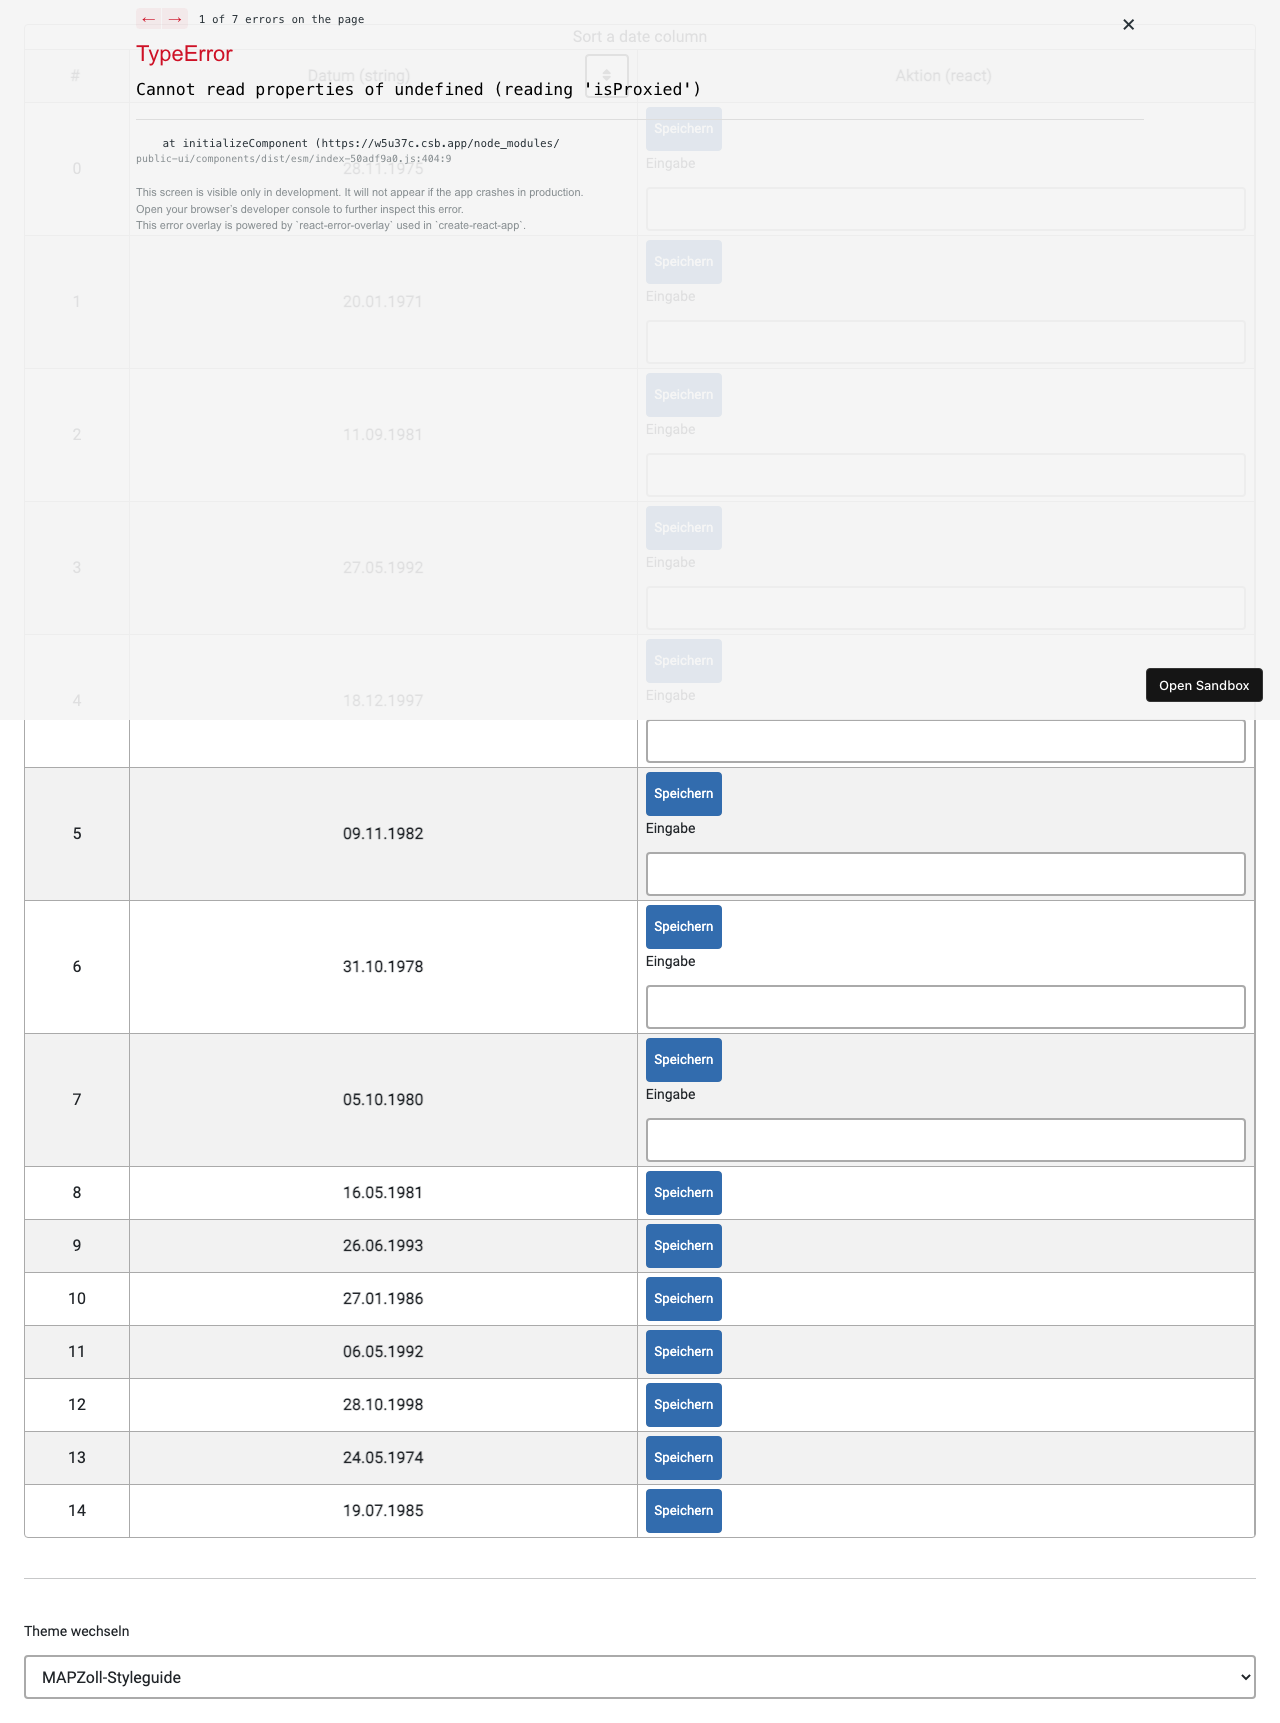 ← → 1 of 7 errors on the page
×
Sort a date column
TypeError
# Datum (string) Aktion (react)
Cannot read properties of undefined (reading 'isProxied')
Speichern
at initializeComponent (https://w5u37c.csb.app/node_modules/
public-ui/components/dist/esm/index-50adf9a0.js:404:9
Eingabe
0 28.11.1975
This screen is visible only in development. It will not appear if the app crashes in production.
Open your browser’s developer console to further inspect this error.
This error overlay is powered by `react-error-overlay` used in `create-react-app`.
Speichern
Eingabe
1 20.01.1971
Speichern
Eingabe
2 11.09.1981
Speichern
Eingabe
3 27.05.1992
Speichern
Eingabe
4 18.12.1997
Open Sandbox
Speichern
Eingabe
5 09.11.1982
Speichern
Eingabe
6 31.10.1978
Speichern
Eingabe
7 05.10.1980
8 16.05.1981 Speichern
9 26.06.1993 Speichern
10 27.01.1986 Speichern
11 06.05.1992 Speichern
12 28.10.1998 Speichern
13 24.05.1974 Speichern
14 19.07.1985 Speichern
Theme wechseln
MAPZoll-Styleguide